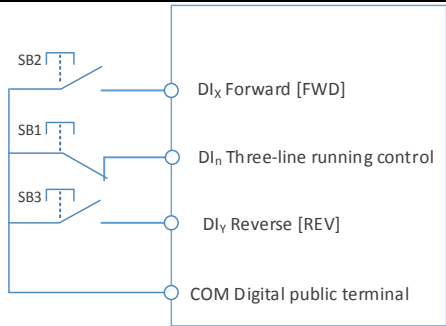 SB2
DIX Forward [FWD]
SB1
DIn Three-line running control
SB3
DIY Reverse [REV]
COM Digital public terminal